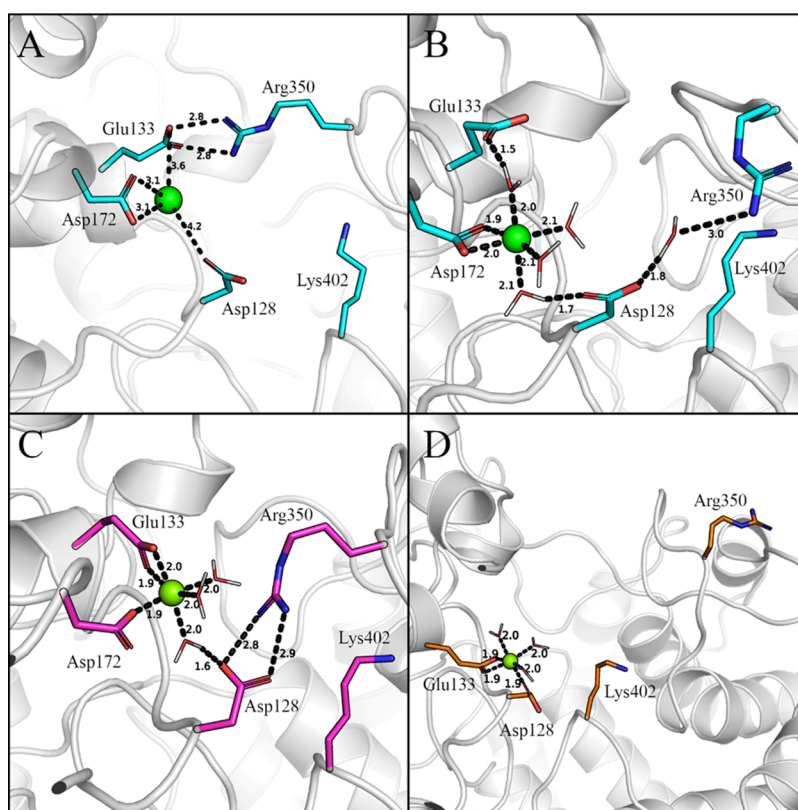 A
Arg350
2.8
Glu133
2.8
3.6
3.1
Asp172
3.1
4.2
Lys402
Asp128
B
Glu133
1.5
Arg350
2.0
1.9
2.1
3.0
Asp172
2.0
2.1
Lys402
1.8
2.1
1.7
Asp128
C
Glu133
Arg350
2.0
1.9
2.0
2.0
1.9
2.0
Asp172
2.8
Lys402
1.6
2.9
Asp128
D
Arg350
2.0
1.9
2.0
Glu133
1.9
2.0
1.9
Lys402
Asp128